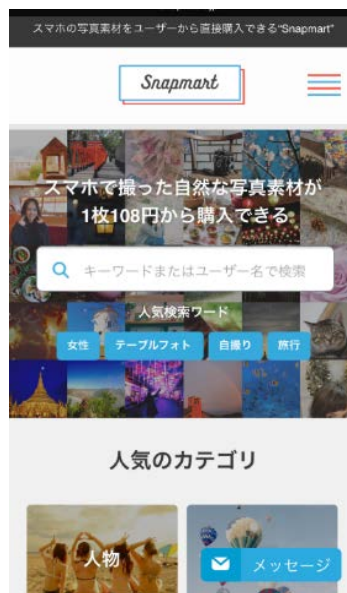 スマホの写真素材をユーザーから直接購入できる"Snapmart"
Snapmart
スマホで撮った自然な写真素材が
1枚108円から購入できる
キーワードまたはユーザー名で検索
人気検索ワード
女性 テーブルフォト 自撮り 旅行
人気のカテゴリ
人物
メッセージ